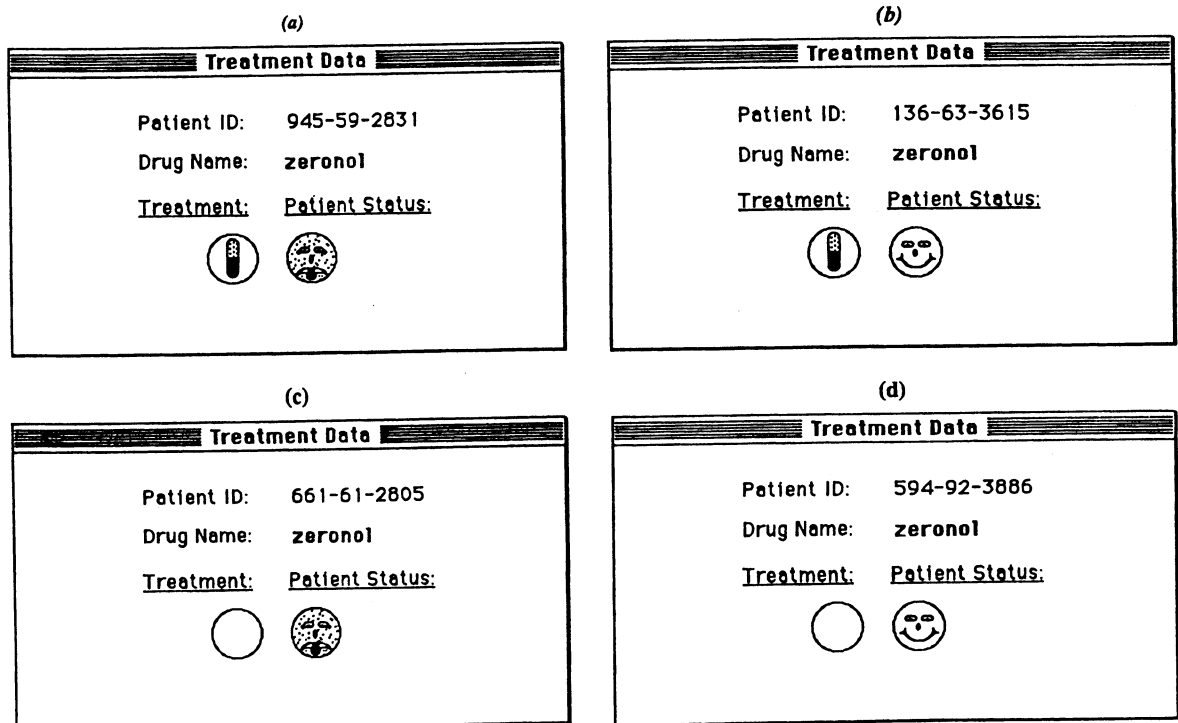 (a)
Treatment Data
Patient ID: 945-59-2831
Drug Name: zeronol
Treatment: Patient Status:
(b)
Treatment Data
Patient ID: 136-63-3615
Drug Name: zeronol
Treatment: Patient Status:
(c)
Treatment Data
Patient ID: 661-61-2805
Drug Name: zeronol
Treatment: Patient Status:
(d)
Treatment Data
Patient ID: 594-92-3886
Drug Name: zeronol
Treatment: Patient Status: